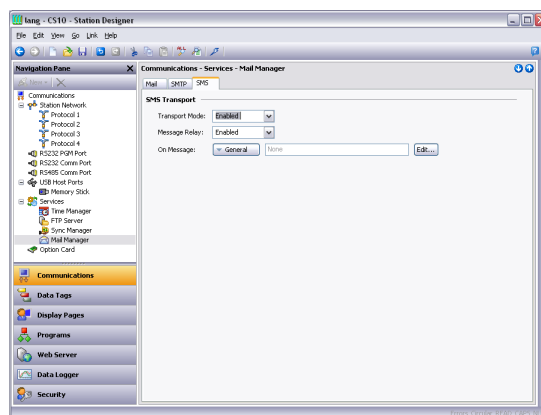 lang - CS10 - Station Designer
File Edit View Go Link Help
Navigation Pane
New
Communications
Station Network
Protocol 1
Protocol 2
Protocol 3
Protocol 4
RS232 PGM Port
RS232 Comm Port
RS485 Comm Port
USB Host Ports
Memory Stick
Services
Time Manager
FTP Server
Sync Manager
Mail Manager
Option Card
Communications
Data Tags
Display Pages
Programs
Web Server
Data Logger
Security
Communications - Services - Mail Manager
Mail SMTP SMS
SMS Transport
Transport Mode: Enabled
Message Relay: Enabled
On Message: General None Edit...